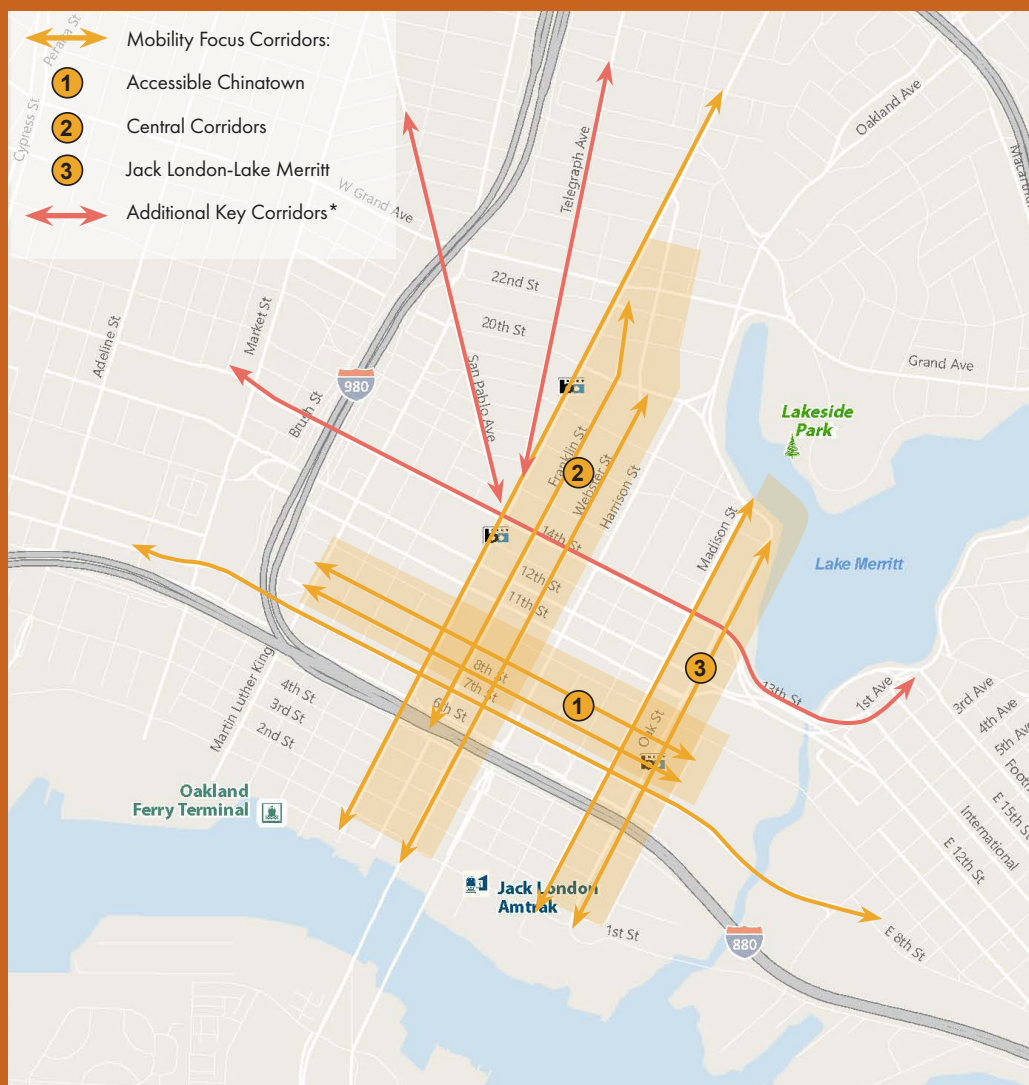 Mobility Focus Corridors:
1
Accessible Chinatown
2
Central Corridors
3
Jack London-Lake Merritt
Additional Key Corridors*
Peralta St
Cypress St
W Grand Ave
Telegraph Ave
Oakland Ave
Macarthur
Adeline St
Market St
Brush St
980
22nd St
20th St
San Pablo Ave
Grand Ave
Lakeside
Park
Franklin St
2
Webster St
Harrison St
14th St
Madison St
Lake Merritt
12th St
11th St
Martin Luther King
8th St
7th St
6th St
1
3
Oak St
13th St
1st Ave
3rd Ave
4th Ave
5th Ave
4th St
3rd St
2nd St
Oakland
Ferry Terminal
E 15th St
International
E 12th St
Jack London
Amtrak
1st St
880
E 8th St